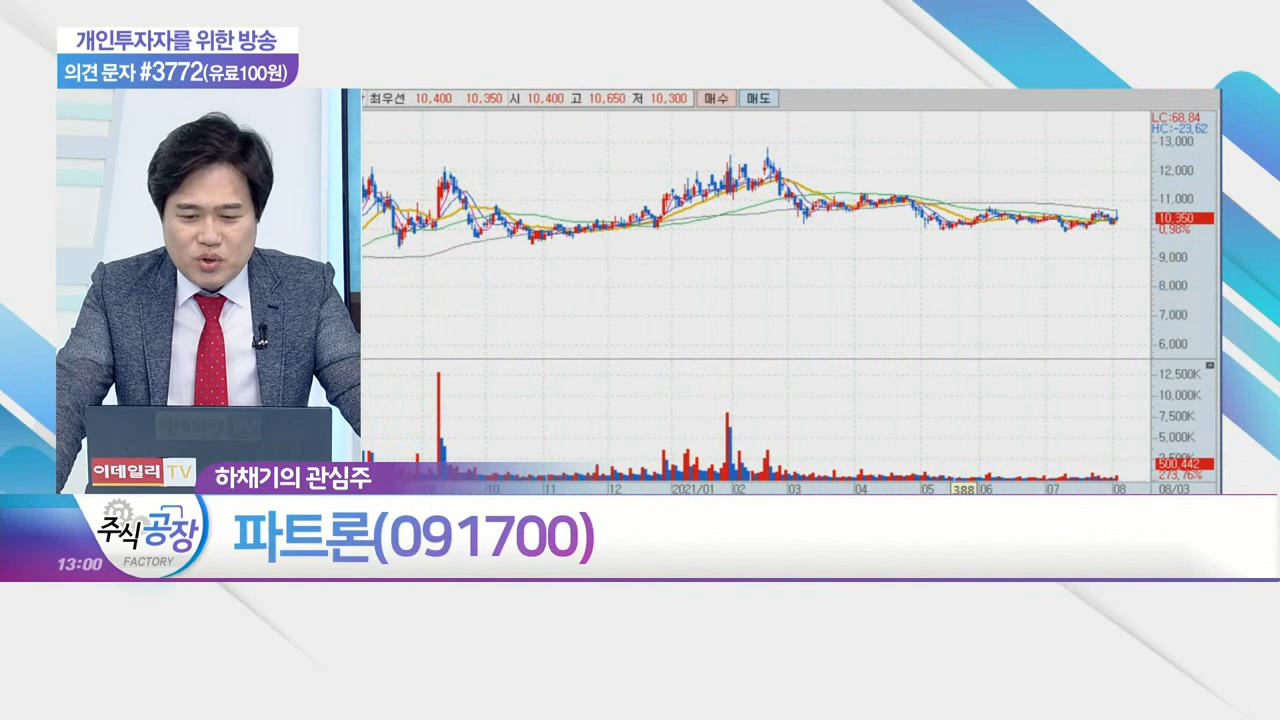 개인투자자를 위한 방송
의견 문자 #3772(유료100원)
최우선 10,400 10,350 시 10,400 고 10,650 저 10,300 매수 매도
LC:68,84
HC:-23,62
13,000
12,000
11,000
10,350
0,98%
9,000
8,000
7,000
6,000
12,500K
10,000K
7,500K
5,000K
500,442
273,76%
10 11 12 2021/01 02 03 04 05 388 06 07 08 08/03
이데일리 TV
하채기의 관심주
주식공장
FACTORY
13:00
파트론(091700)